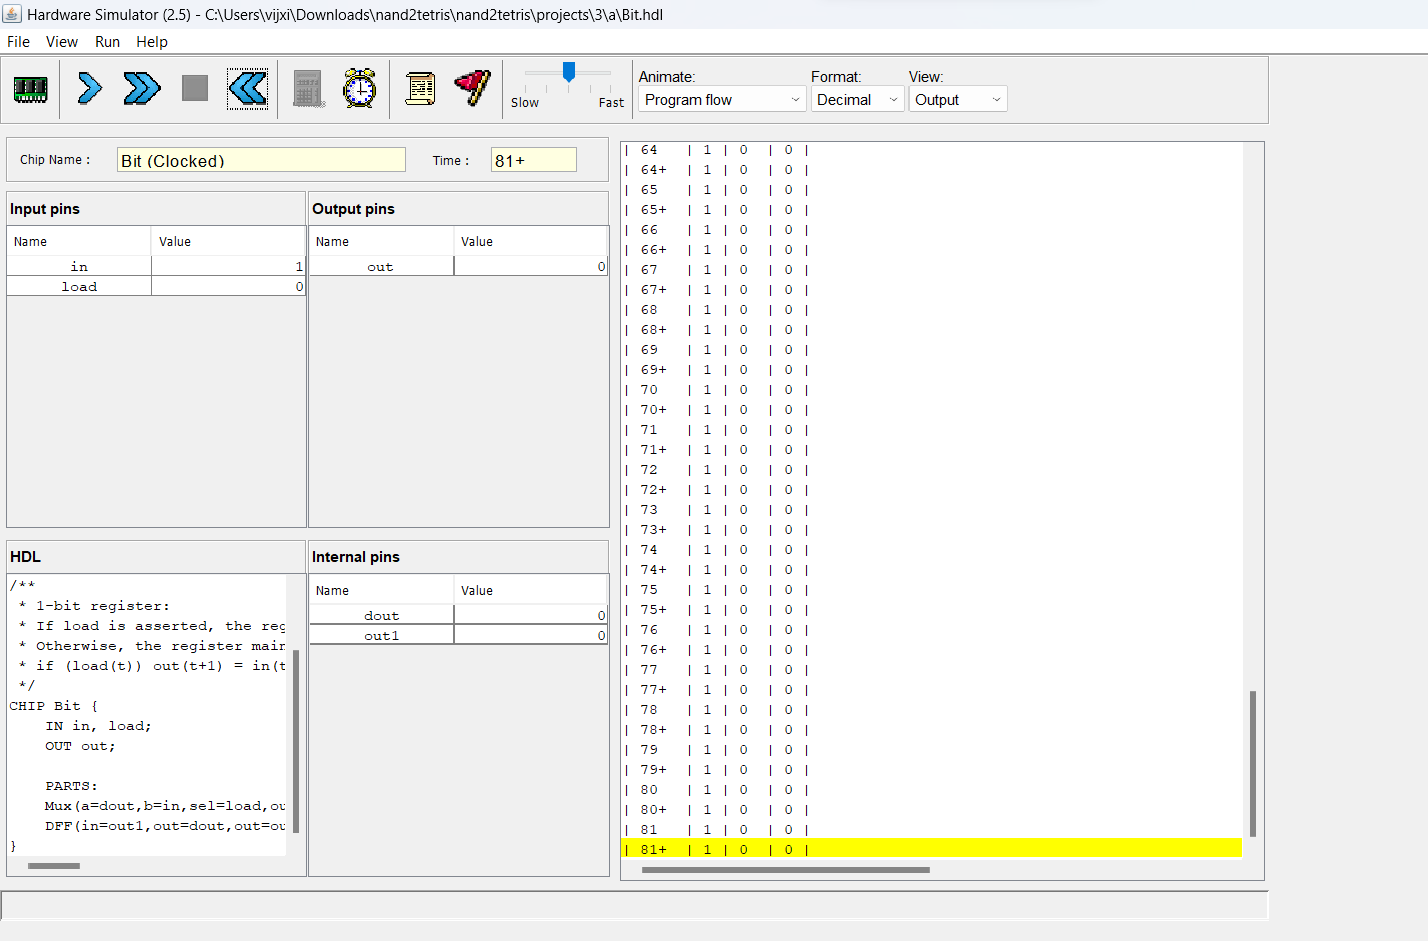 Hardware Simulator (2.5) - C:\Users\vijxi\Downloads\nand2tetris\nand2tetris\projects\3\a\Bit.hdl
File View Run Help
Slow Fast
Animate: Format: View:
Program flow Decimal Output
Chip Name : Bit (Clocked) Time : 81+
Input pins
Name Value
in 1
load 0
Output pins
Name Value
out 0
HDL
/**
* 1-bit register:
* If load is asserted, the reg
* Otherwise, the register main
* if (load(t)) out(t+1) = in(t
*/
CHIP Bit {
IN in, load;
OUT out;
PARTS:
Mux(a=dout,b=in,sel=load,ou
DFF(in=out1,out=dout,out=ou
}
Internal pins
Name Value
dout 0
out1 0
| 64 | 1 | 0 | 0 |
| 64+ | 1 | 0 | 0 |
| 65 | 1 | 0 | 0 |
| 65+ | 1 | 0 | 0 |
| 66 | 1 | 0 | 0 |
| 66+ | 1 | 0 | 0 |
| 67 | 1 | 0 | 0 |
| 67+ | 1 | 0 | 0 |
| 68 | 1 | 0 | 0 |
| 68+ | 1 | 0 | 0 |
| 69 | 1 | 0 | 0 |
| 69+ | 1 | 0 | 0 |
| 70 | 1 | 0 | 0 |
| 70+ | 1 | 0 | 0 |
| 71 | 1 | 0 | 0 |
| 71+ | 1 | 0 | 0 |
| 72 | 1 | 0 | 0 |
| 72+ | 1 | 0 | 0 |
| 73 | 1 | 0 | 0 |
| 73+ | 1 | 0 | 0 |
| 74 | 1 | 0 | 0 |
| 74+ | 1 | 0 | 0 |
| 75 | 1 | 0 | 0 |
| 75+ | 1 | 0 | 0 |
| 76 | 1 | 0 | 0 |
| 76+ | 1 | 0 | 0 |
| 77 | 1 | 0 | 0 |
| 77+ | 1 | 0 | 0 |
| 78 | 1 | 0 | 0 |
| 78+ | 1 | 0 | 0 |
| 79 | 1 | 0 | 0 |
| 79+ | 1 | 0 | 0 |
| 80 | 1 | 0 | 0 |
| 80+ | 1 | 0 | 0 |
| 81 | 1 | 0 | 0 |
| 81+ | 1 | 0 | 0 |